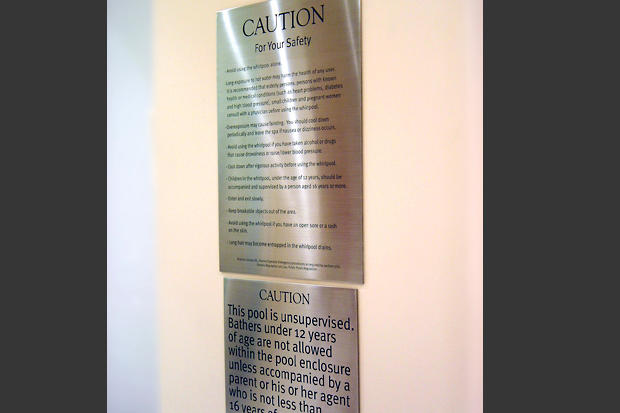 CAUTION
For Your Safety
- Avoid using the whirlpool alone.
- Long exposure to hot water may harm the health of any user.
It is recommended that elderly persons, persons with known
health or medical conditions (such as heart problems, diabetes
and high blood pressure), small children and pregnant women
consult with a physician before using the whirlpool.
- Overexposure may cause fainting. You should cool down
periodically and leave the spa if nausea or dizziness occurs.
- Avoid using the whirlpool if you have taken alcohol or drugs
that cause drowsiness or raise/lower blood pressure.
- Cool down after vigorous activity before using the whirlpool.
- Children in the whirlpool, under the age of 12 years, should be
accompanied and supervised by a person aged 16 years or more.
- Enter and exit slowly.
- Keep breakable objects out of the area.
- Avoid using the whirlpool if you have an open sore or a rash
on the skin.
- Long hair may become entrapped in the whirlpool drains.
CAUTION
This pool is unsupervised.
Bathers under 12 years
of age are not allowed
within the pool enclosure
unless accompanied by a
parent or his or her agent
who is not less than
16 years of